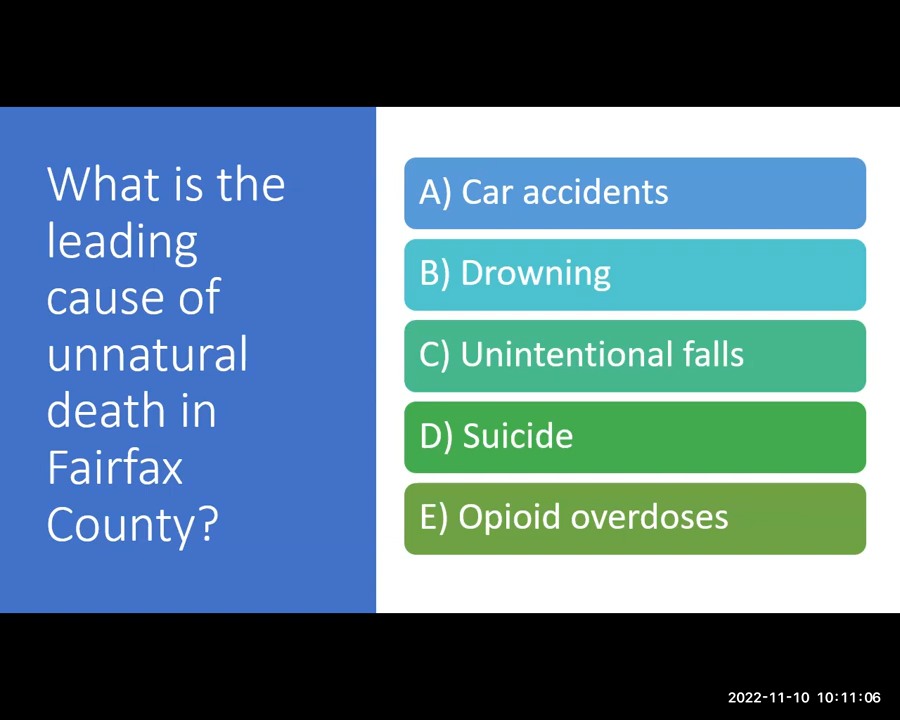 What is the
leading
cause of
unnatural
death in
Fairfax
County?
A) Car accidents
B) Drowning
C) Unintentional falls
D) Suicide
E) Opioid overdoses
2022-11-10 10:11:06